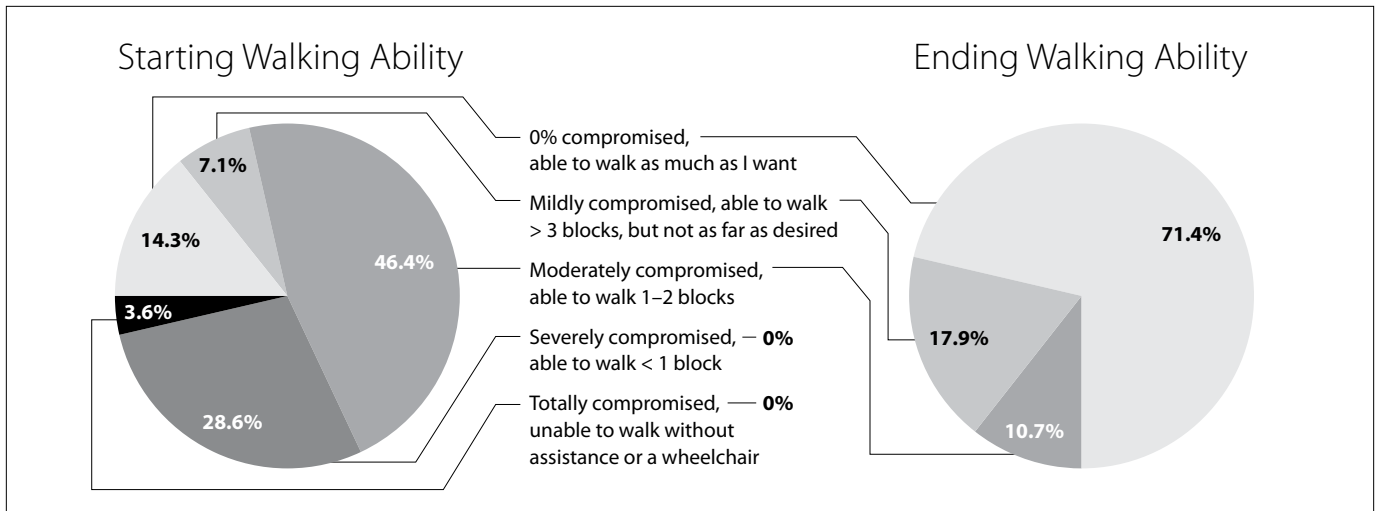 Starting Walking Ability
Ending Walking Ability
7.1%
14.3%
46.4%
3.6%
28.6%
0% compromised,
able to walk as much as I want
Mildly compromised, able to walk
> 3 blocks, but not as far as desired
Moderately compromised,
able to walk 1–2 blocks
Severely compromised, – 0%
able to walk < 1 block
Totally compromised, — 0%
unable to walk without
assistance or a wheelchair
71.4%
17.9%
10.7%